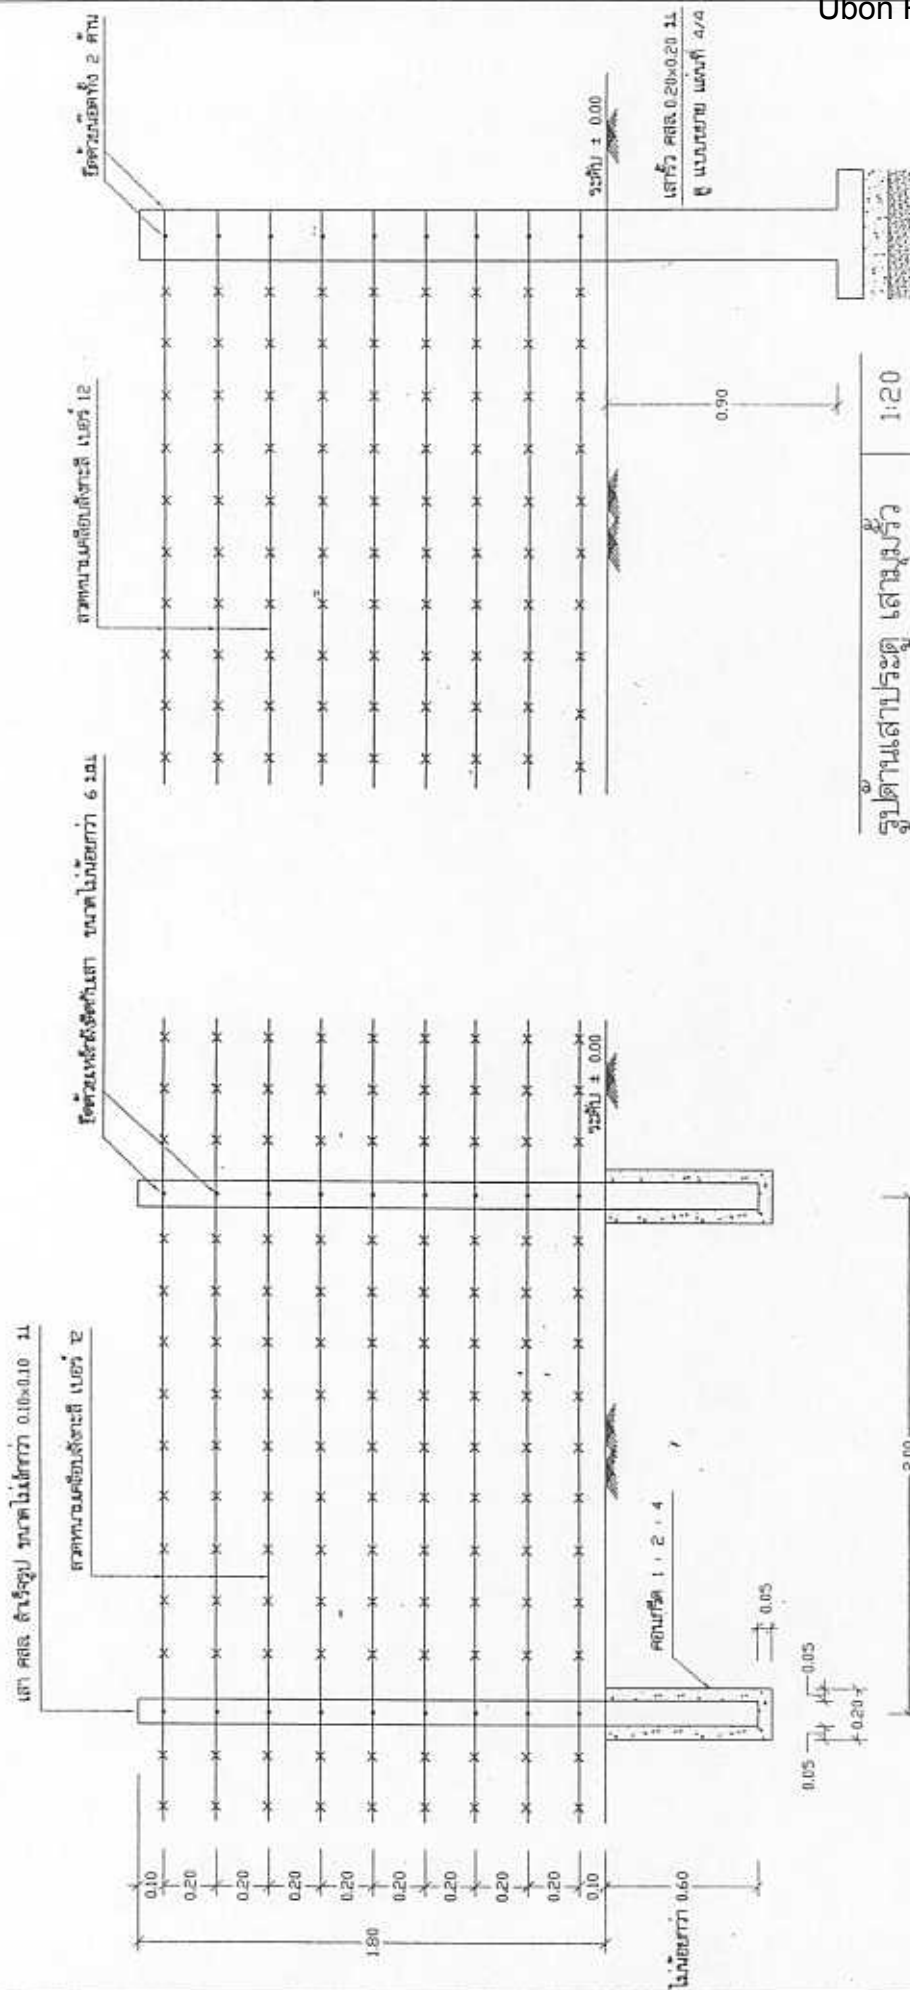 Ubon
เสา คสล. สำเร็จรูป ขนาดไม่เล็กกว่า 0.10x0.10 ม.
ลวดหนามเคลือบสังกะสี เบอร์ 12
ยึดด้วยเหล็กฝังติดกับเสา ขนาดไม่น้อยกว่า 6 มม.
ลวดหนามเคลือบสังกะสี เบอร์ 12
ยึดด้วยน๊อตทั้ง 2 ด้าน
0.10
0.20
0.20
0.20
0.20
0.20
0.20
0.20
0.20
0.10
1.80
ไม่น้อยกว่า 0.60
ระดับ ± 0.00
ระดับ ± 0.00
คอนกรีต 1 : 2 : 4
0.05
0.05
0.05
0.20
0.90
เสารั้ว คสล. 0.20x0.20 ม.
ดู แบบขยาย แผ่นที่ 4/4
รูปด้านเสาประตู เสามุมรั้ว
1:20